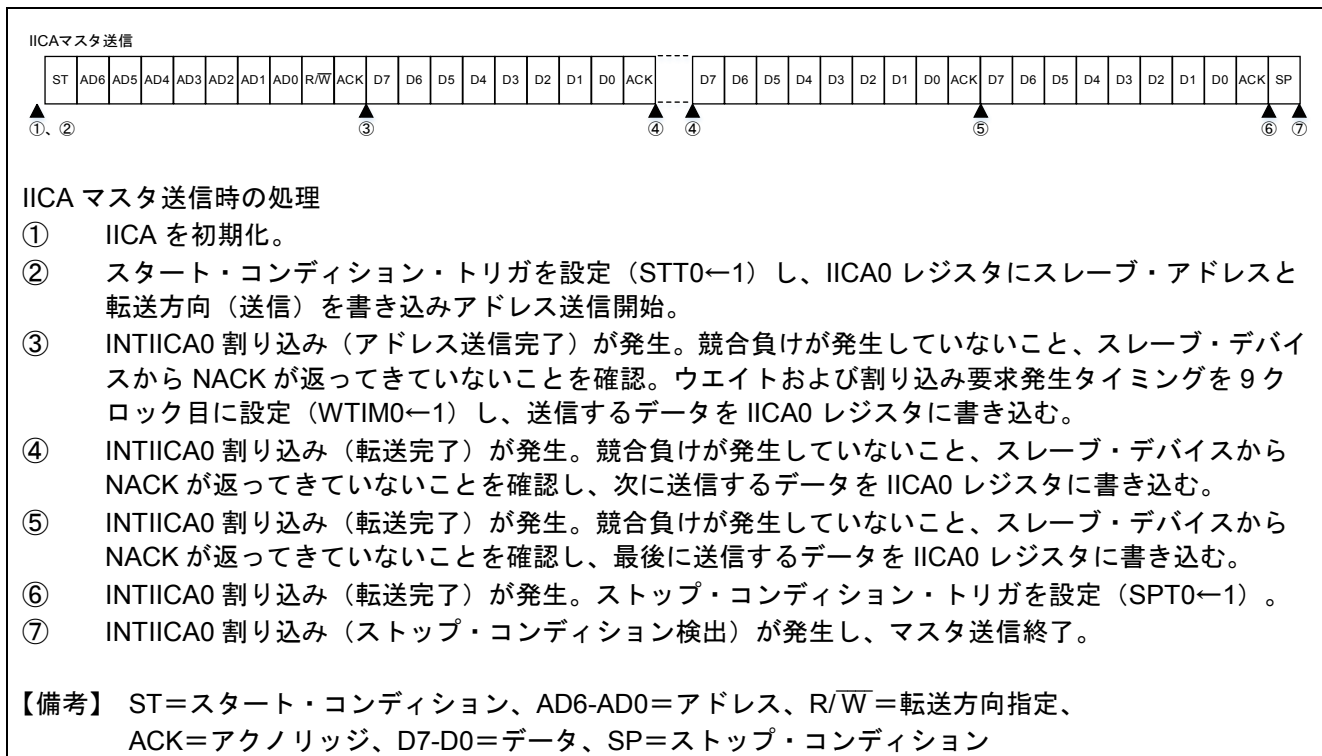 IICAマスタ送信
ST AD6 AD5 AD4 AD3 AD2 AD1 AD0 R/W̅ ACK D7 D6 D5 D4 D3 D2 D1 D0 ACK D7 D6 D5 D4 D3 D2 D1 D0 ACK D7 D6 D5 D4 D3 D2 D1 D0 ACK SP
①、② ③ ④ ④ ⑤ ⑥ ⑦
IICA マスタ送信時の処理
① IICA を初期化。
② スタート・コンディション・トリガを設定（STT0←1）し、IICA0 レジスタにスレーブ・アドレスと
転送方向（送信）を書き込みアドレス送信開始。
③ INTIICA0 割り込み（アドレス送信完了）が発生。競合負けが発生していないこと、スレーブ・デバイ
スから NACK が返ってきていないことを確認。ウエイトおよび割り込み要求発生タイミングを 9 ク
ロック目に設定（WTIM0←1）し、送信するデータを IICA0 レジスタに書き込む。
④ INTIICA0 割り込み（転送完了）が発生。競合負けが発生していないこと、スレーブ・デバイスから
NACK が返ってきていないことを確認し、次に送信するデータを IICA0 レジスタに書き込む。
⑤ INTIICA0 割り込み（転送完了）が発生。競合負けが発生していないこと、スレーブ・デバイスから
NACK が返ってきていないことを確認し、最後に送信するデータを IICA0 レジスタに書き込む。
⑥ INTIICA0 割り込み（転送完了）が発生。ストップ・コンディション・トリガを設定（SPT0←1）。
⑦ INTIICA0 割り込み（ストップ・コンディション検出）が発生し、マスタ送信終了。
【備考】 ST＝スタート・コンディション、AD6-AD0＝アドレス、R/W̅＝転送方向指定、
ACK＝アクノリッジ、D7-D0＝データ、SP＝ストップ・コンディション